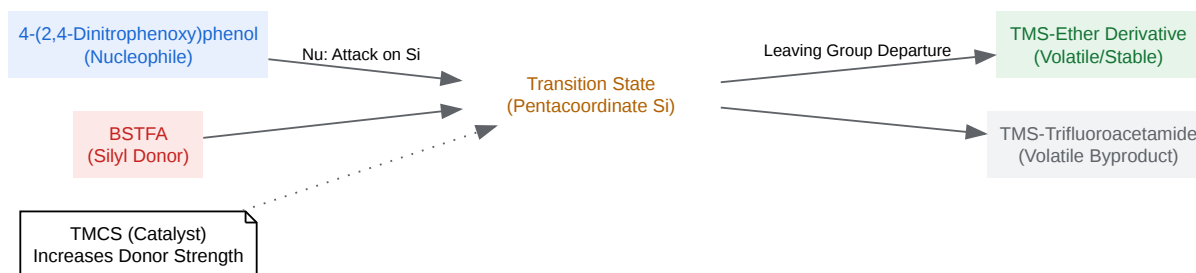 4-(2,4-Dinitrophenoxy)phenol
(Nucleophile)
Nu: Attack on Si
BSTFA
(Silyl Donor)
TMCS (Catalyst)
Increases Donor Strength
Transition State
(Pentacoordinate Si)
Leaving Group Departure
TMS-Ether Derivative
(Volatile/Stable)
TMS-Trifluoroacetamide
(Volatile Byproduct)